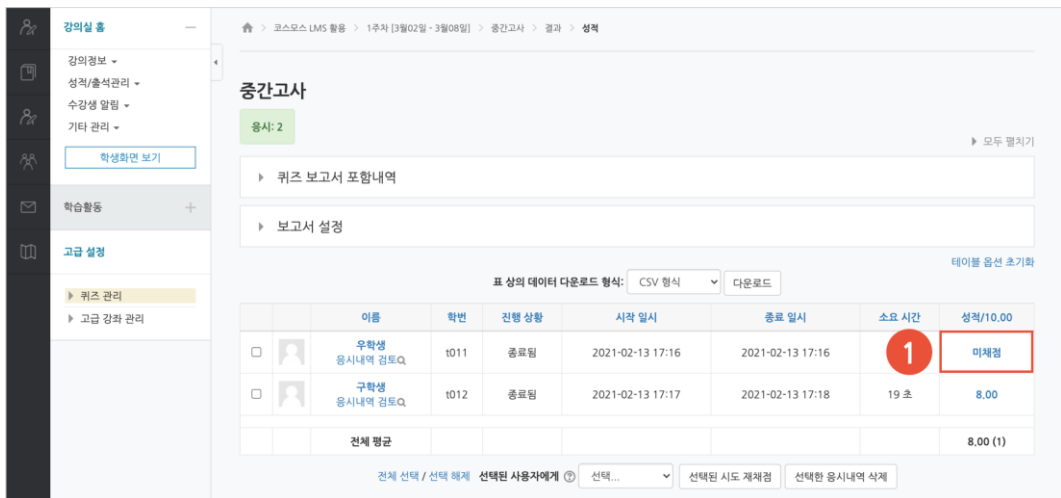 강의실 홈
코스모스 LMS 활용 > 1주차 [3월02일 - 3월08일] > 중간고사 > 결과 > 성적
강의정보
성적/출석관리
수강생 알림
기타 관리
학생화면 보기
학습활동
고급 설정
퀴즈 관리
고급 강좌 관리
중간고사
응시: 2
모두 펼치기
퀴즈 보고서 포함내역
보고서 설정
테이블 옵션 초기화
표 상의 데이터 다운로드 형식: CSV 형식 다운로드
이름 학번 진행 상황 시작 일시 종료 일시 소요 시간 성적/10.00
우학생
응시내역 검토
t011 종료됨 2021-02-13 17:16 2021-02-13 17:16 1 미채점
구학생
응시내역 검토
t012 종료됨 2021-02-13 17:17 2021-02-13 17:18 19 초 8.00
전체 평균 8.00 (1)
전체 선택 / 선택 해제 선택된 사용자에게 ? 선택... 선택된 시도 재채점 선택한 응시내역 삭제